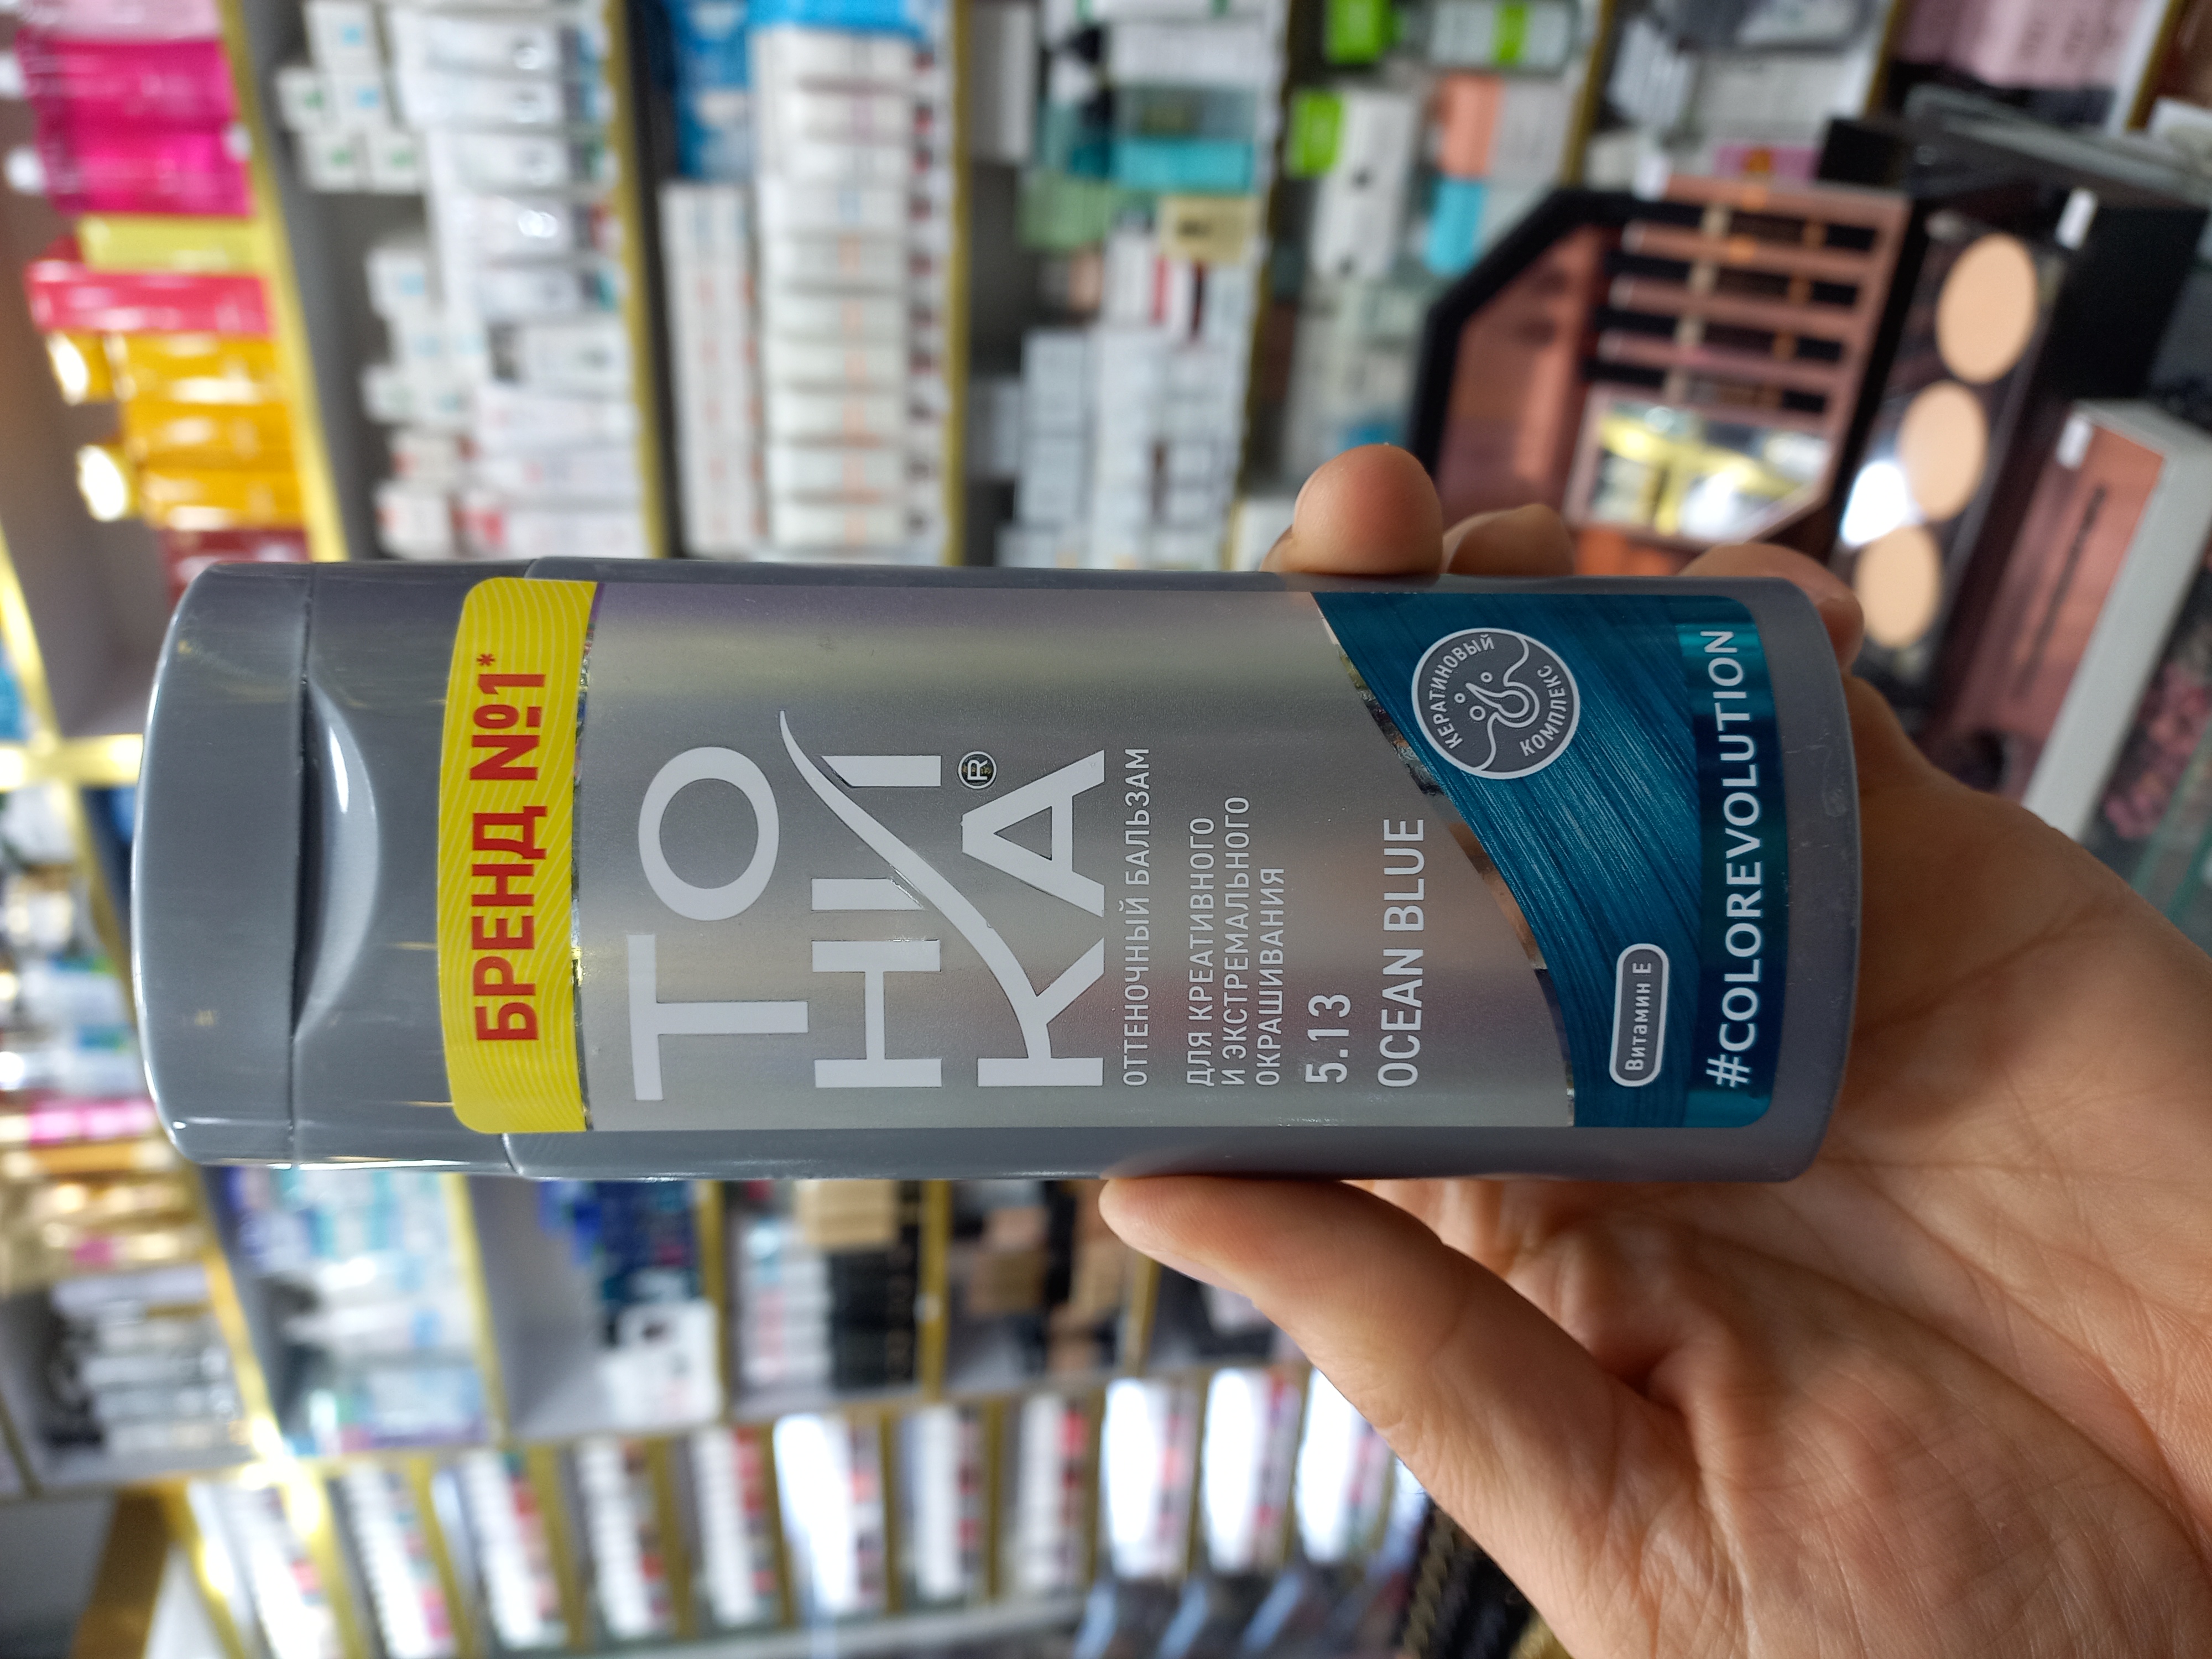 БРЕНД №1*
ТО
НИ
КА®
ОТТЕНОЧНЫЙ БАЛЬЗАМ
ДЛЯ КРЕАТИВНОГО
И ЭКСТРЕМАЛЬНОГО
ОКРАШИВАНИЯ
5.13
OCEAN BLUE
КЕРАТИНОВЫЙ
КОМПЛЕКС
Витамин Е
#COLOREVOLUTION